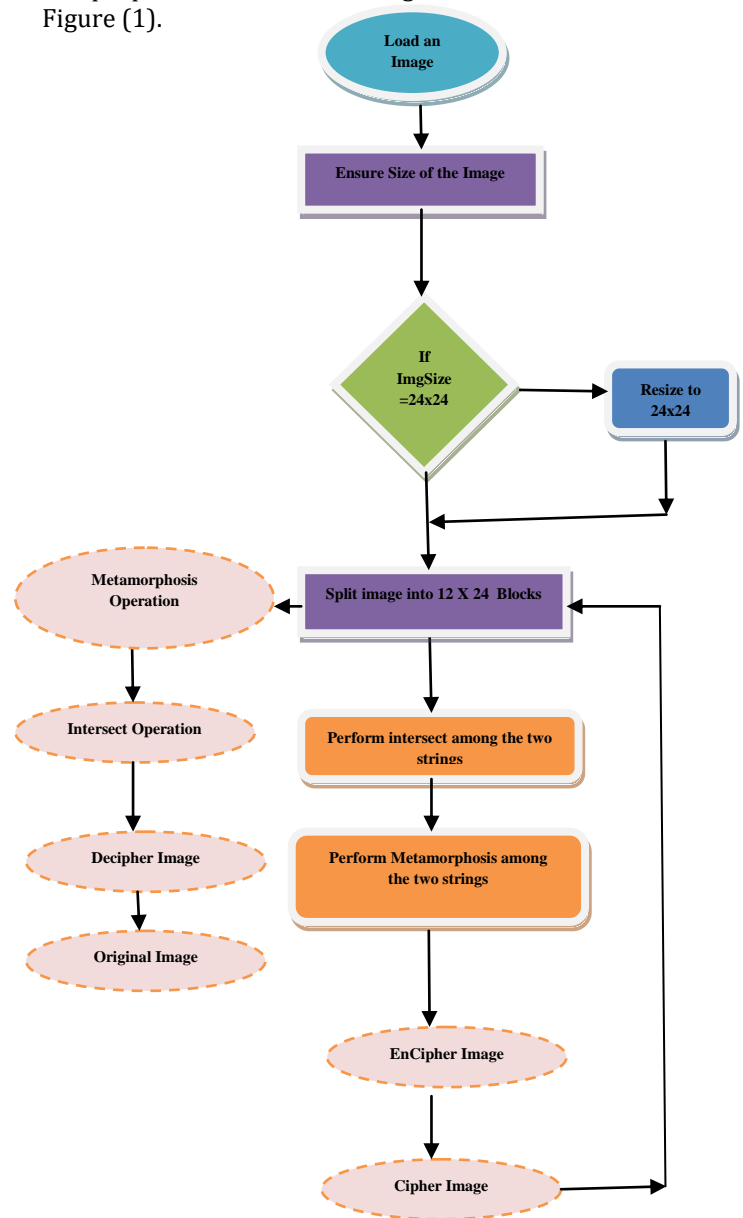 Figure (1).
Load an
Image
Ensure Size of the Image
If
ImgSize
=24x24
Resize to
24x24
Metamorphosis
Operation
Split image into 12 X 24 Blocks
Intersect Operation
Perform intersect among the two
strings
Decipher Image
Perform Metamorphosis among
the two strings
Original Image
EnCipher Image
Cipher Image